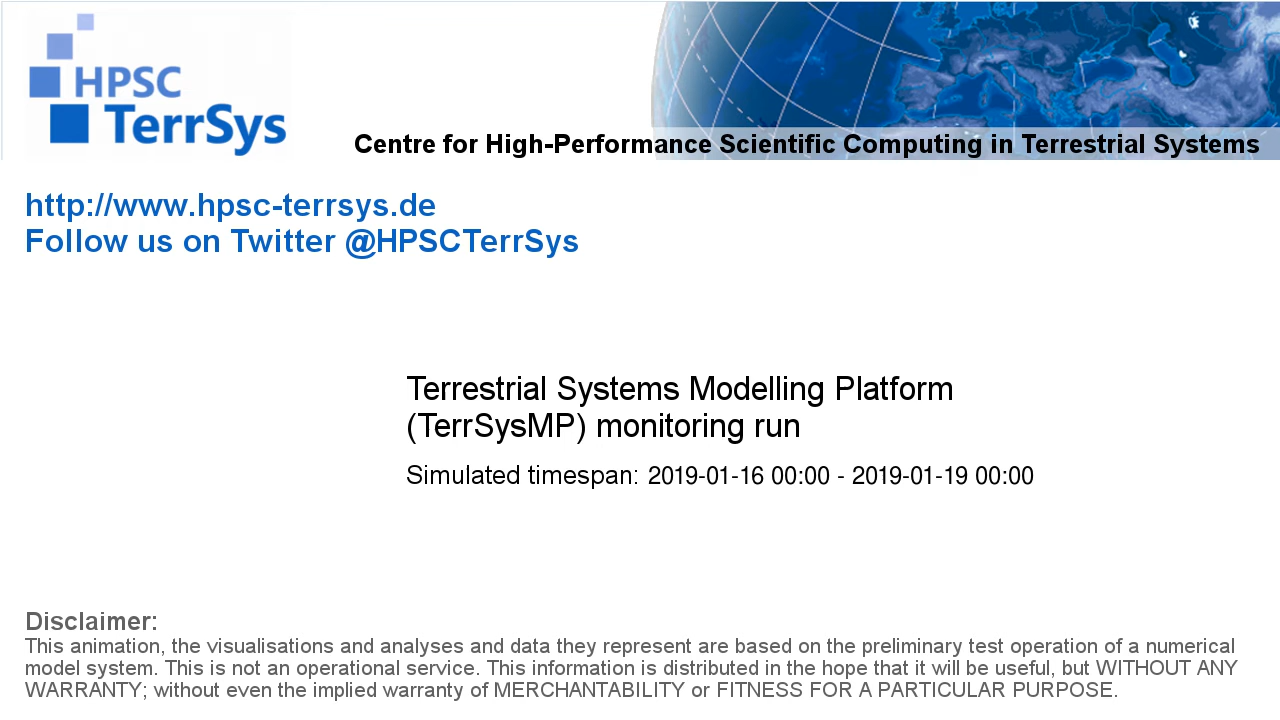 HPSC
TerrSys
Centre for High-Performance Scientific Computing in Terrestrial Systems
http://www.hpsc-terrsys.de
Follow us on Twitter @HPSCTerrSys
Terrestrial Systems Modelling Platform
(TerrSysMP) monitoring run
Simulated timespan: 2019-01-16 00:00 - 2019-01-19 00:00
Disclaimer:
This animation, the visualisations and analyses and data they represent are based on the preliminary test operation of a numerical
model system. This is not an operational service. This information is distributed in the hope that it will be useful, but WITHOUT ANY
WARRANTY; without even the implied warranty of MERCHANTABILITY or FITNESS FOR A PARTICULAR PURPOSE.